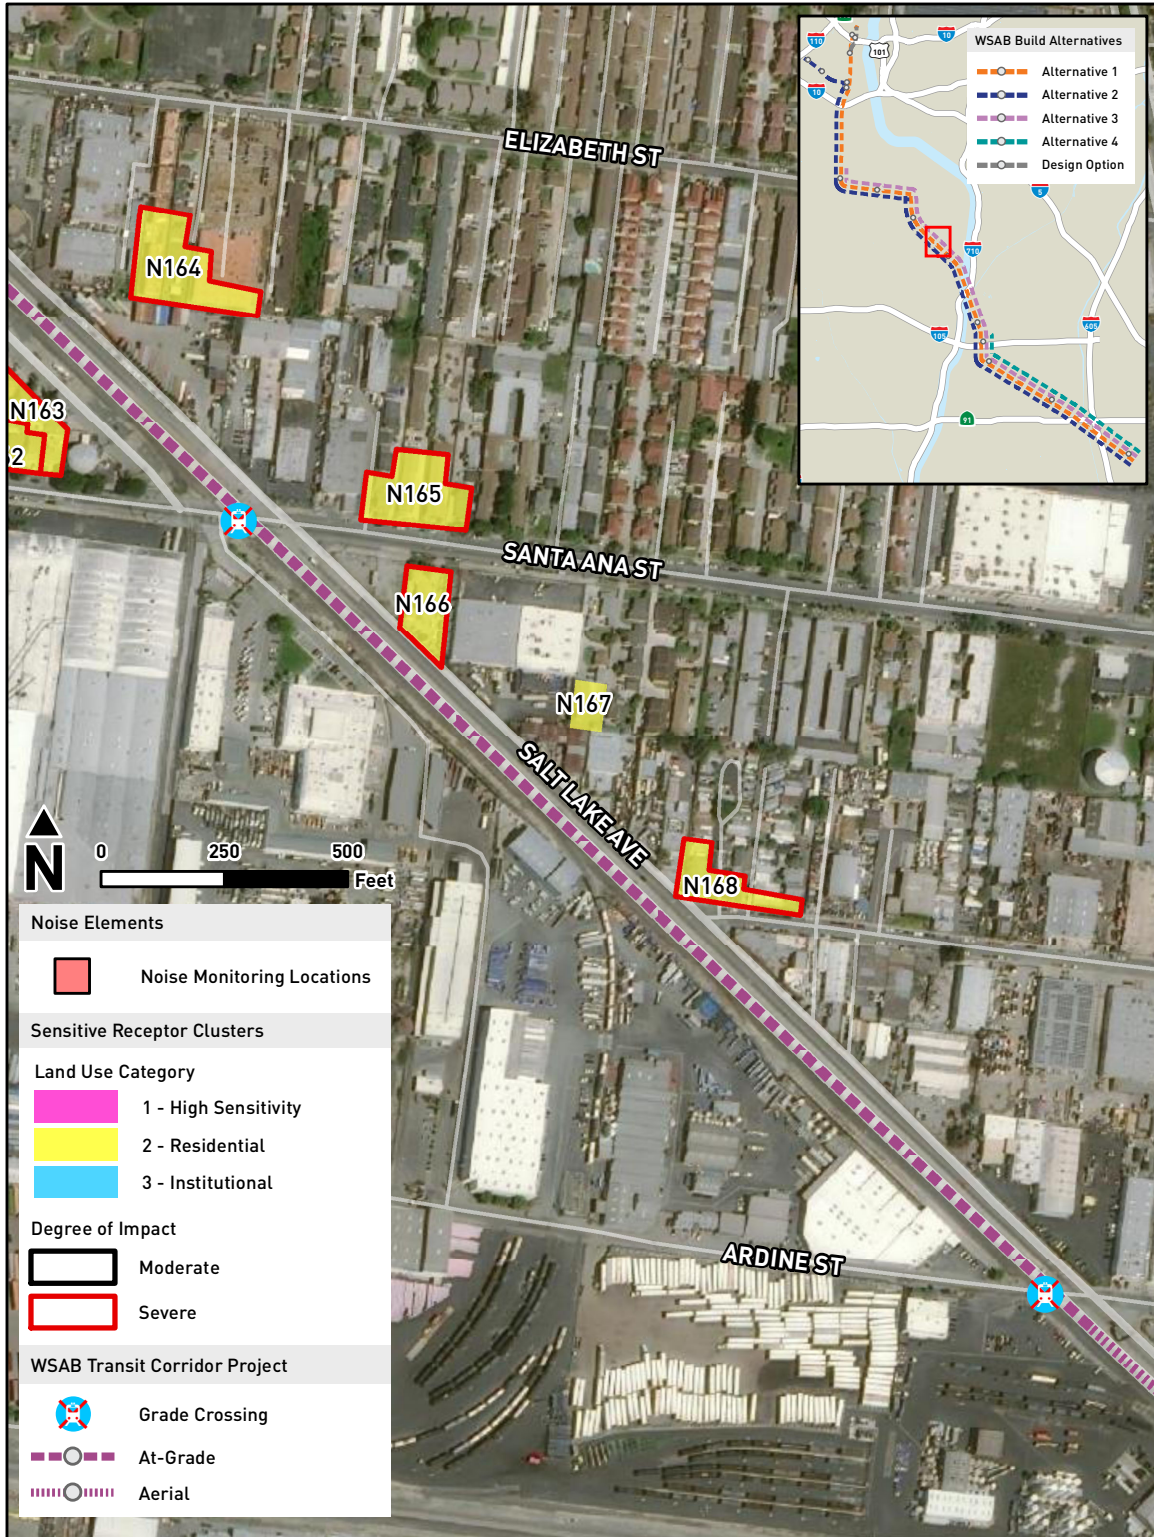 ELIZABETH ST
N164
N163
2
N165
SANTA ANA ST
N166
N167
SALT LAKE AVE
N168
ARDINE ST
N
0 250 500
Feet
Noise Elements
Noise Monitoring Locations
Sensitive Receptor Clusters
Land Use Category
1 - High Sensitivity
2 - Residential
3 - Institutional
Degree of Impact
Moderate
Severe
WSAB Transit Corridor Project
Grade Crossing
At-Grade
Aerial
WSAB Build Alternatives
Alternative 1
Alternative 2
Alternative 3
Alternative 4
Design Option
110
101
10
10
5
710
105
605
91